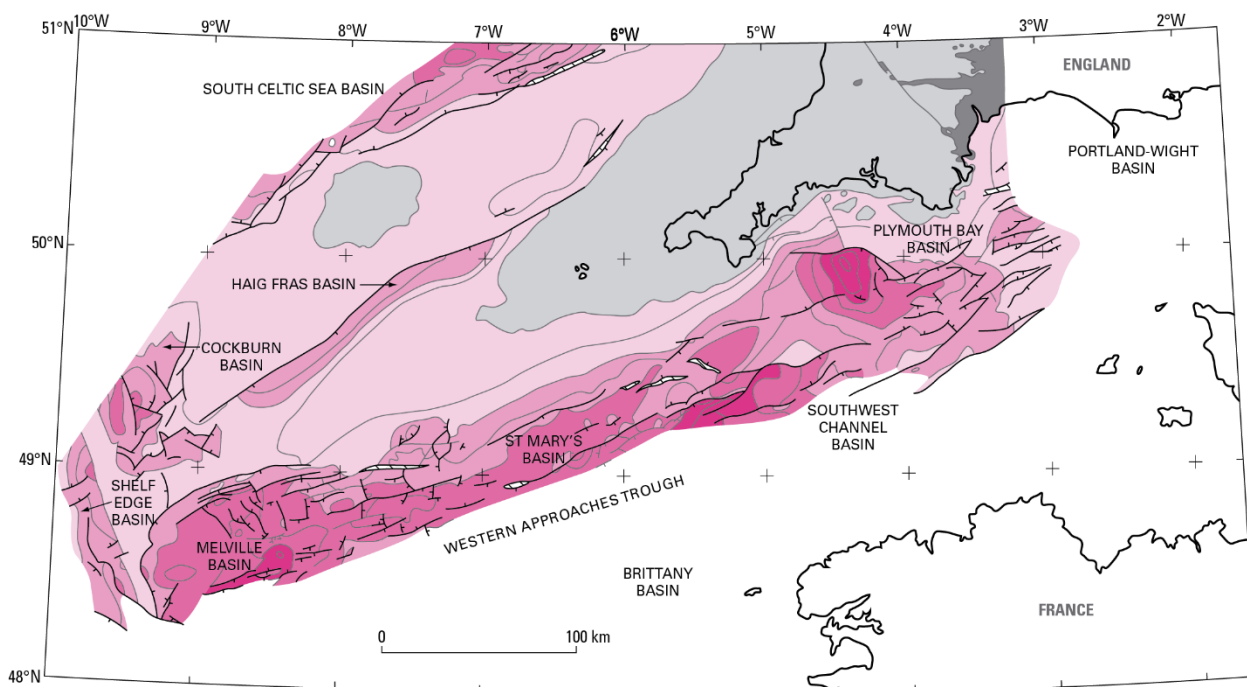 10°W
9°W
8°W
7°W
6°W
5°W
4°W
3°W
2°W
51°N
ENGLAND
SOUTH CELTIC SEA BASIN
PORTLAND-WIGHT
BASIN
50°N
PLYMOUTH BAY
BASIN
HAIG FRAS BASIN
COCKBURN
BASIN
SOUTHWEST
CHANNEL
BASIN
ST MARY'S
BASIN
49°N
SHELF
EDGE
BASIN
WESTERN APPROACHES TROUGH
MELVILLE
BASIN
BRITTANY
BASIN
FRANCE
0
100 km
48°N